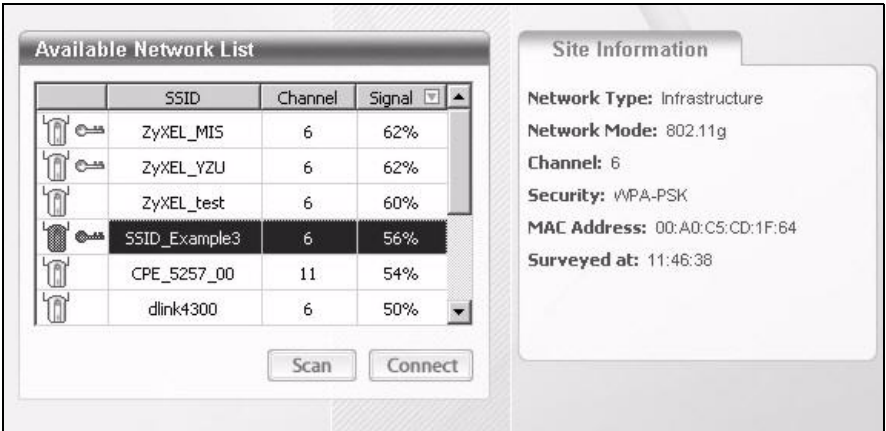 Available Network List
SSID Channel Signal
ZyXEL_MIS 6 62%
ZyXEL_YZU 6 62%
ZyXEL_test 6 60%
SSID_Example3 6 56%
CPE_5257_00 11 54%
dlink4300 6 50%
Scan Connect
Site Information
Network Type: Infrastructure
Network Mode: 802.11g
Channel: 6
Security: WPA-PSK
MAC Address: 00:A0:C5:CD:1F:64
Surveyed at: 11:46:38